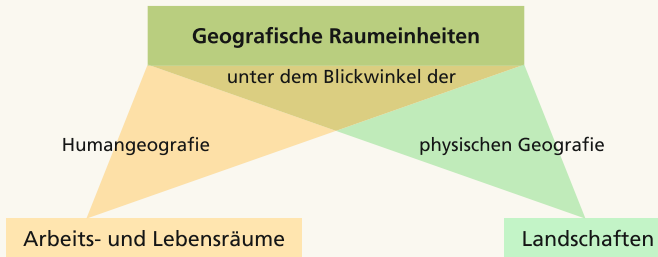 Geografische Raumeinheiten
unter dem Blickwinkel der
Humangeografie
physischen Geografie
Arbeits- und Lebensräume
Landschaften